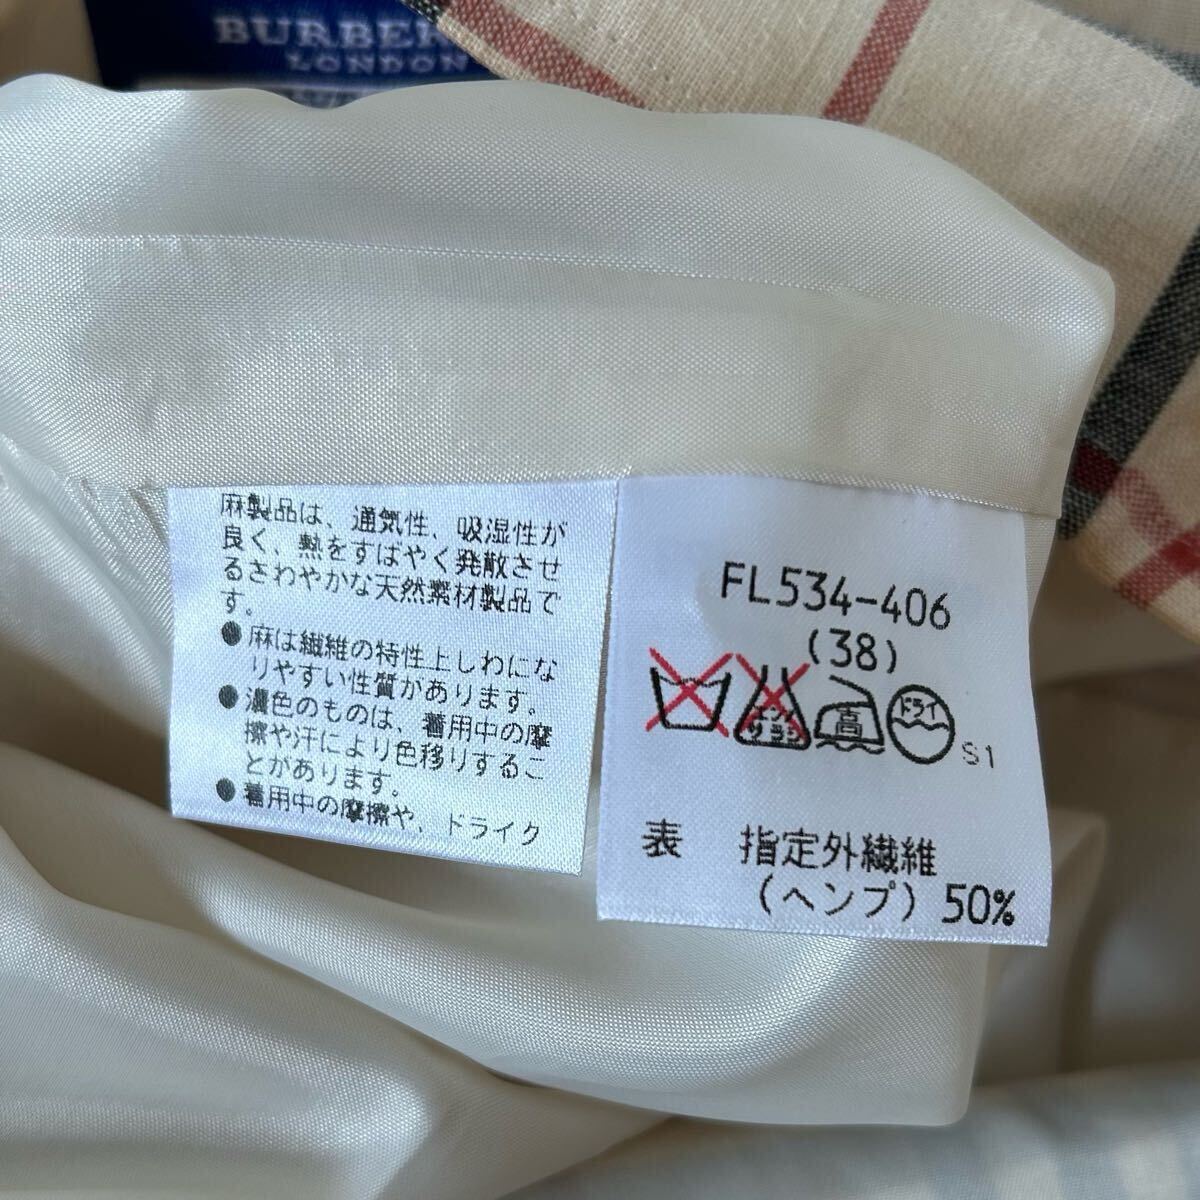 BURBER
LONDON
麻製品は、通気性、吸湿性が
良く、熱をすばやく発散させ
るさわやかな天然素材製品で
す。
●麻は繊維の特性上しわにな
りやすい性質があります。
●濃色のものは、着用中の摩
擦や汗により色移りするこ
とがあります。
●着用中の摩擦や、ドライク
FL534-406
(38)
エンソ
サラシ
高
ドライ
S1
表 指定外繊維
(ヘンプ) 50%